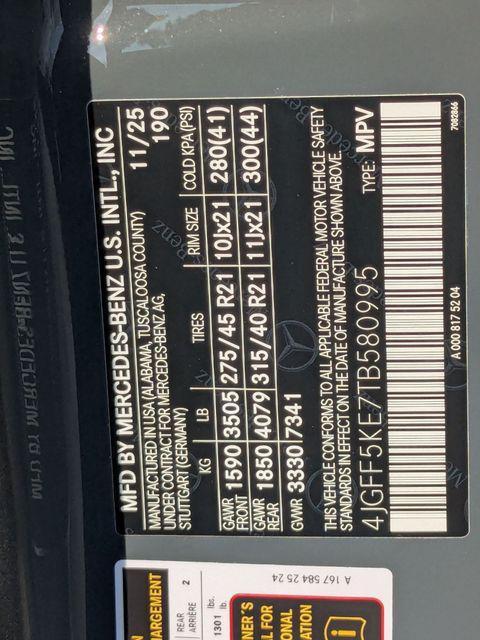 MFD BY MERCEDES-BENZ U.S. INTL., INC
MANUFACTURED IN USA (ALABAMA, TUSCALOOSA COUNTY) 11/25
UNDER CONTRACT FOR MERCEDES-BENZ AG, 190
STUTTGART (GERMANY)
KG LB TIRES RIM SIZE COLD KPA (PSI)
GAWR FRONT 1590 3505 275/45 R21 10Jx21 280(41)
GAWR REAR 1850 4079 315/40 R21 11Jx21 300(44)
GVWR 3330/7341
THIS VEHICLE CONFORMS TO ALL APPLICABLE FEDERAL MOTOR VEHICLE SAFETY
STANDARDS IN EFFECT ON THE DATE OF MANUFACTURE SHOWN ABOVE.
4JGFF5KE7TB580995 TYPE: MPV
A 000 817 52 04 7082866
A 167 584 25 24
HARGEMENT
REAR
ARRIÈRE 2
1301 lbs.
lb.